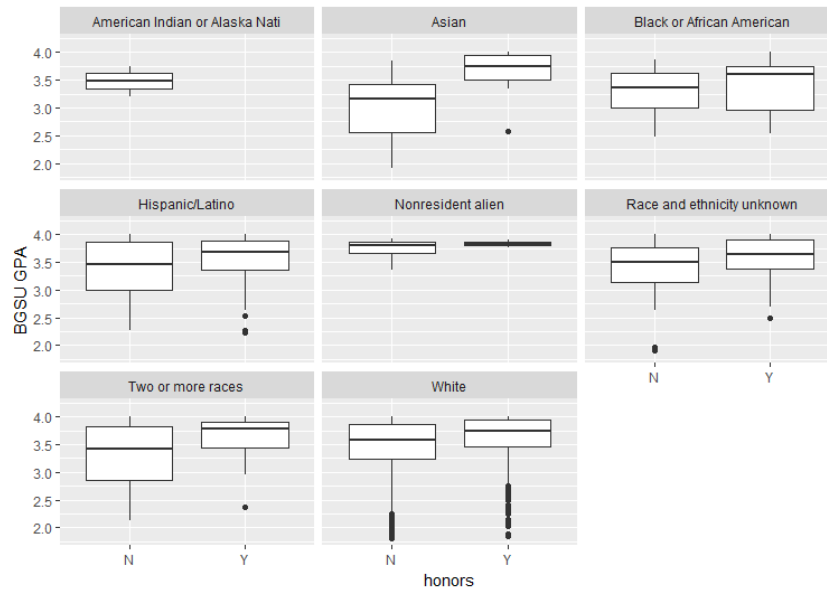 American Indian or Alaska Nati
Asian
Black or African American
4.0
3.5
3.0
2.5
2.0
Hispanic/Latino
Nonresident alien
Race and ethnicity unknown
4.0
3.5
3.0
2.5
2.0
BGSU GPA
N Y
Two or more races
White
4.0
3.5
3.0
2.5
2.0
N Y
N Y
honors